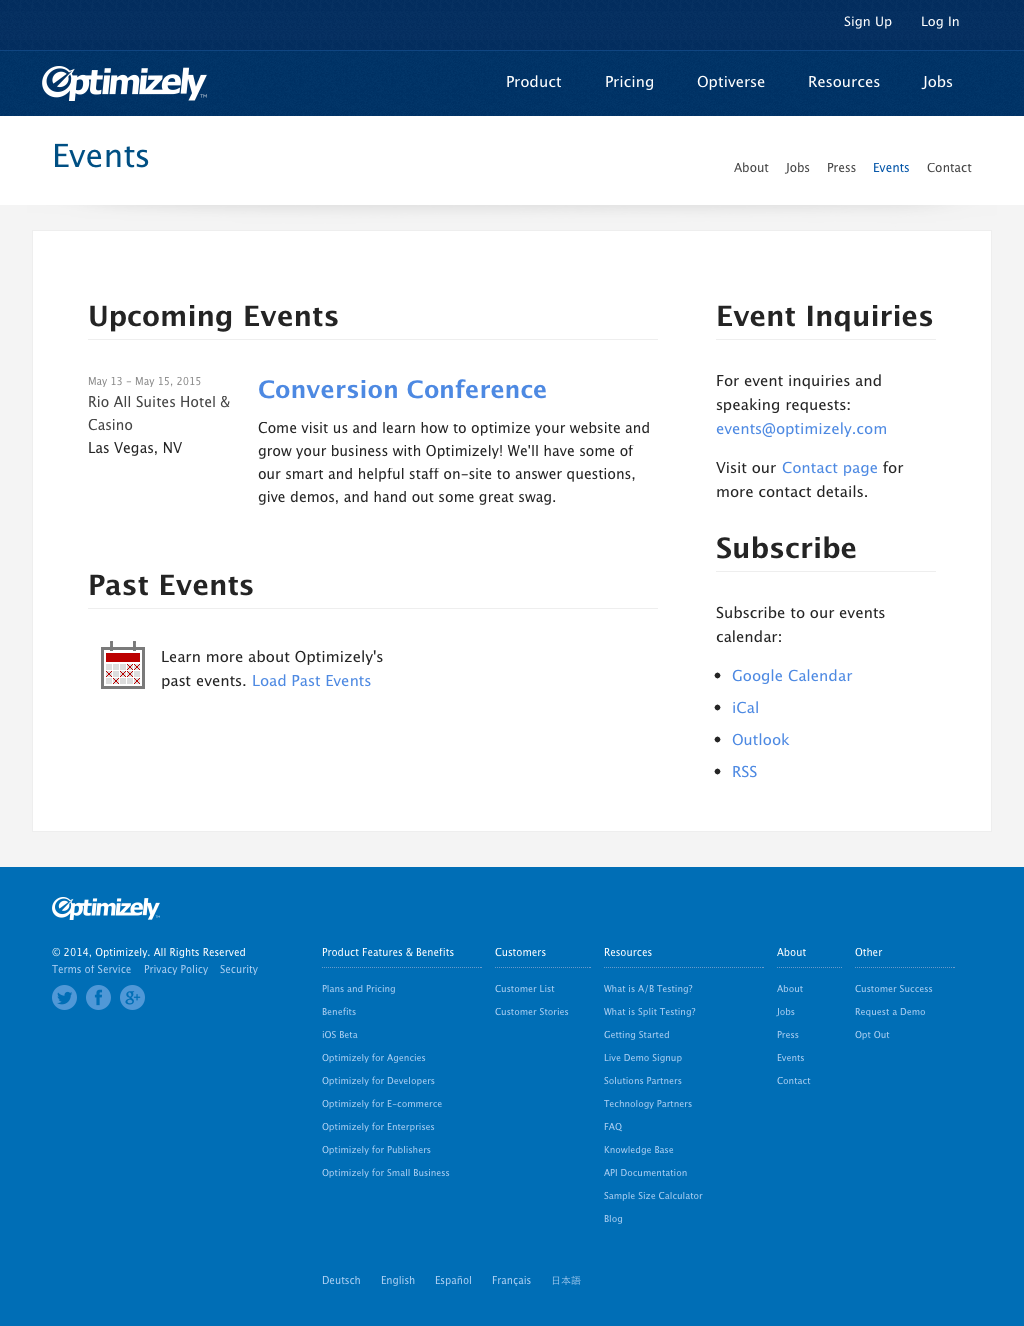 Sign Up Log In
Optimizely™ Product Pricing Optiverse Resources Jobs
Events
About Jobs Press Events Contact
Upcoming Events
May 13 – May 15, 2015
Rio All Suites Hotel &
Casino
Las Vegas, NV
Conversion Conference
Come visit us and learn how to optimize your website and
grow your business with Optimizely! We'll have some of
our smart and helpful staff on-site to answer questions,
give demos, and hand out some great swag.
Past Events
Learn more about Optimizely's
past events. Load Past Events
Event Inquiries
For event inquiries and
speaking requests:
events@optimizely.com
Visit our Contact page for
more contact details.
Subscribe
Subscribe to our events
calendar:
Google Calendar
iCal
Outlook
RSS
Optimizely
© 2014, Optimizely. All Rights Reserved
Terms of Service Privacy Policy Security
Product Features & Benefits
Plans and Pricing
Benefits
iOS Beta
Optimizely for Agencies
Optimizely for Developers
Optimizely for E-commerce
Optimizely for Enterprises
Optimizely for Publishers
Optimizely for Small Business
Customers
Customer List
Customer Stories
Resources
What is A/B Testing?
What is Split Testing?
Getting Started
Live Demo Signup
Solutions Partners
Technology Partners
FAQ
Knowledge Base
API Documentation
Sample Size Calculator
Blog
About
About
Jobs
Press
Events
Contact
Other
Customer Success
Request a Demo
Opt Out
Deutsch English Español Français 日本語